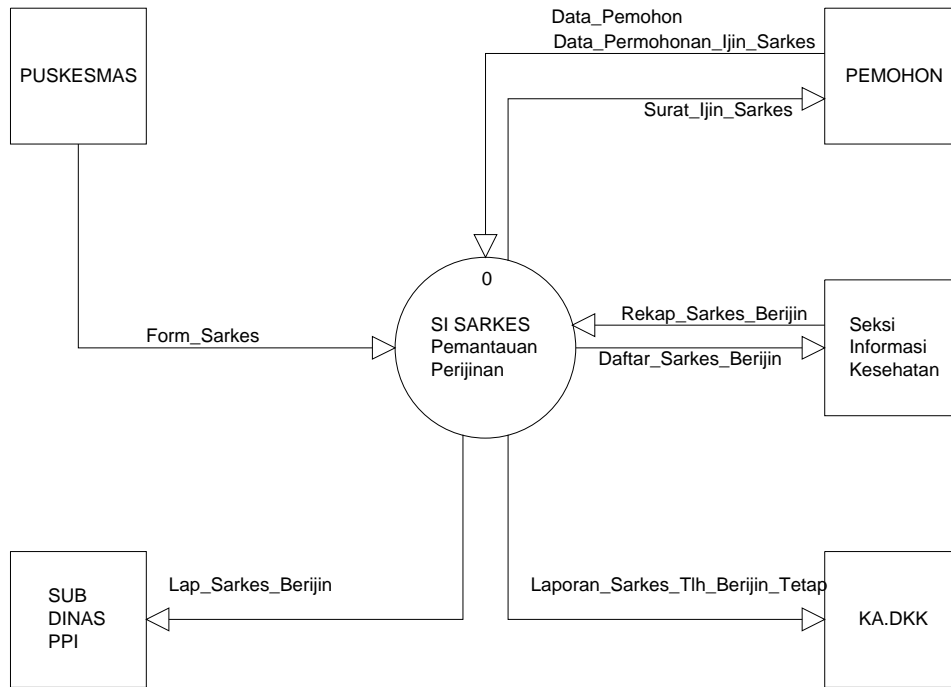 Data_Pemohon
Data_Permohonan_Ijin_Sarkes
PUSKESMAS
PEMOHON
Surat_Ijin_Sarkes
0
SI SARKES
Pemantauan
Perijinan
Form_Sarkes
Rekap_Sarkes_Berijin
Daftar_Sarkes_Berijin
Seksi
Informasi
Kesehatan
Lap_Sarkes_Berijin
Laporan_Sarkes_Tlh_Berijin_Tetap
SUB
DINAS
PPI
KA.DKK